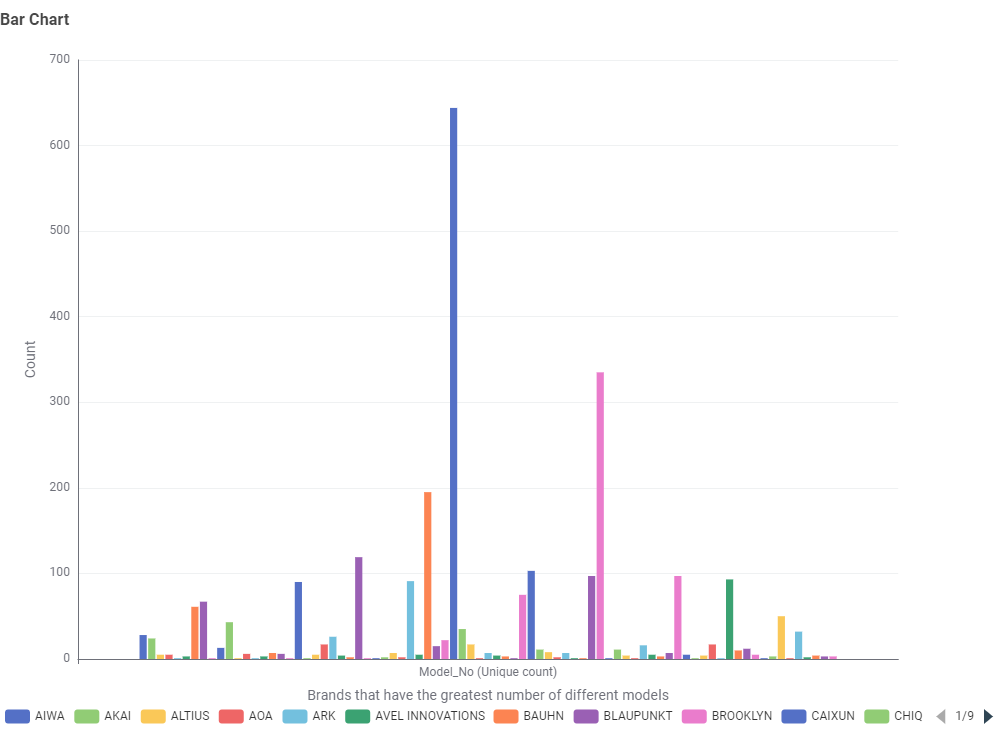 Bar Chart
700
600
500
400
300
200
100
0
Count
Model_No (Unique count)
Brands that have the greatest number of different models
AIWA AKAI ALTIUS AOA ARK AVEL INNOVATIONS BAUHN BLAUPUNKT BROOKLYN CAIXUN CHIQ 1/9